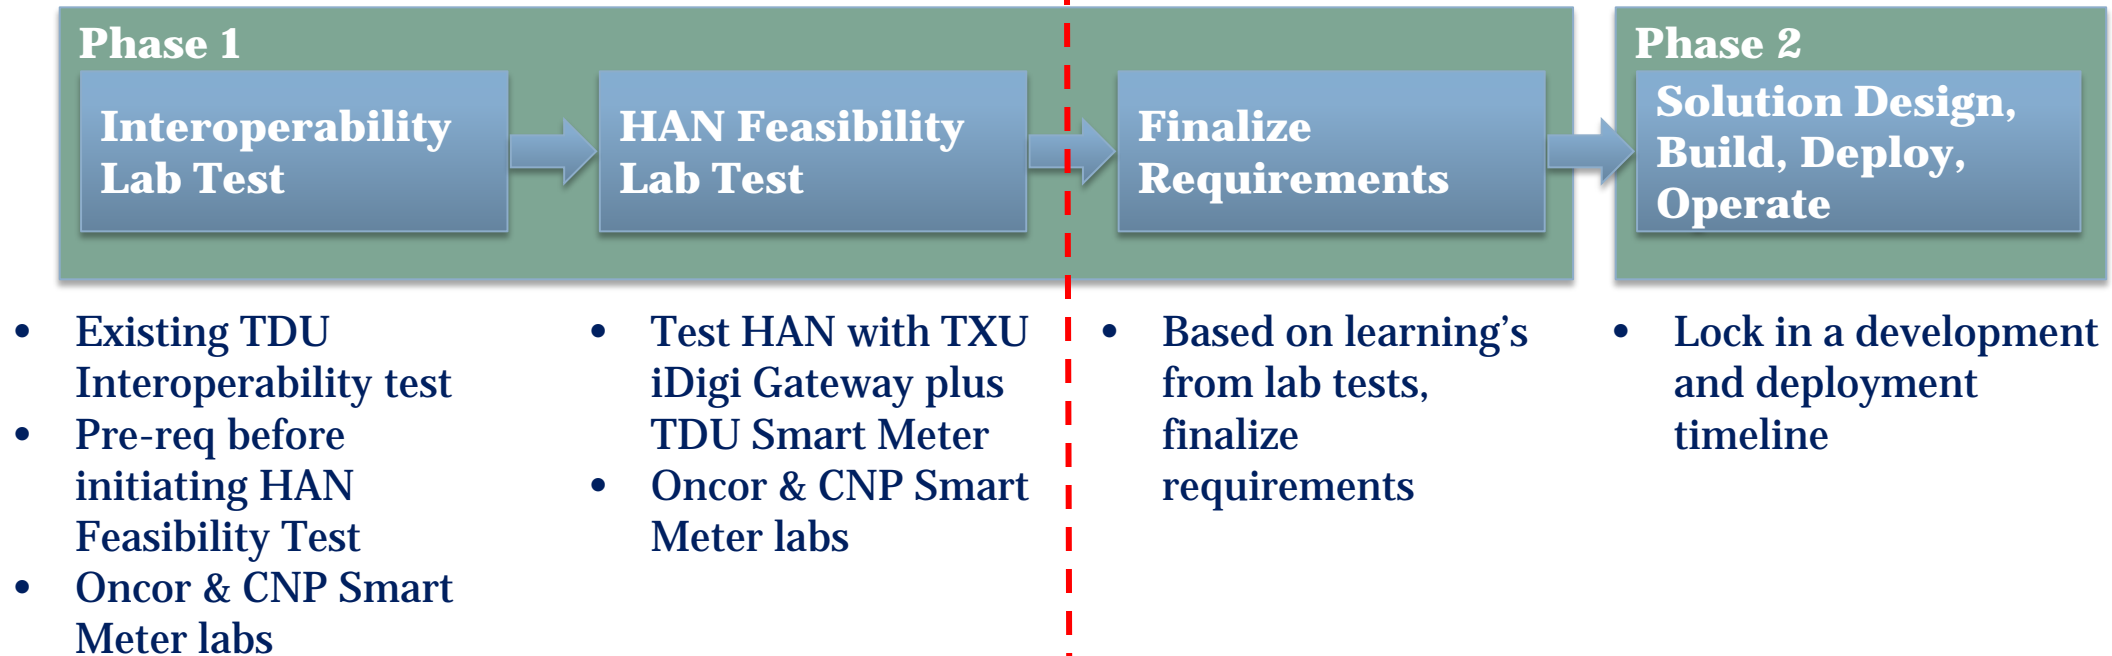 Phase 1
Interoperability
Lab Test
HAN Feasibility
Lab Test
Finalize
Requirements
Phase 2
Solution Design,
Build, Deploy,
Operate
• Existing TDU
Interoperability test
• Pre-req before
initiating HAN
Feasibility Test
• Oncor & CNP Smart
Meter labs
• Test HAN with TXU
iDigi Gateway plus
TDU Smart Meter
• Oncor & CNP Smart
Meter labs
• Based on learning's
from lab tests,
finalize
requirements
• Lock in a development
and deployment
timeline